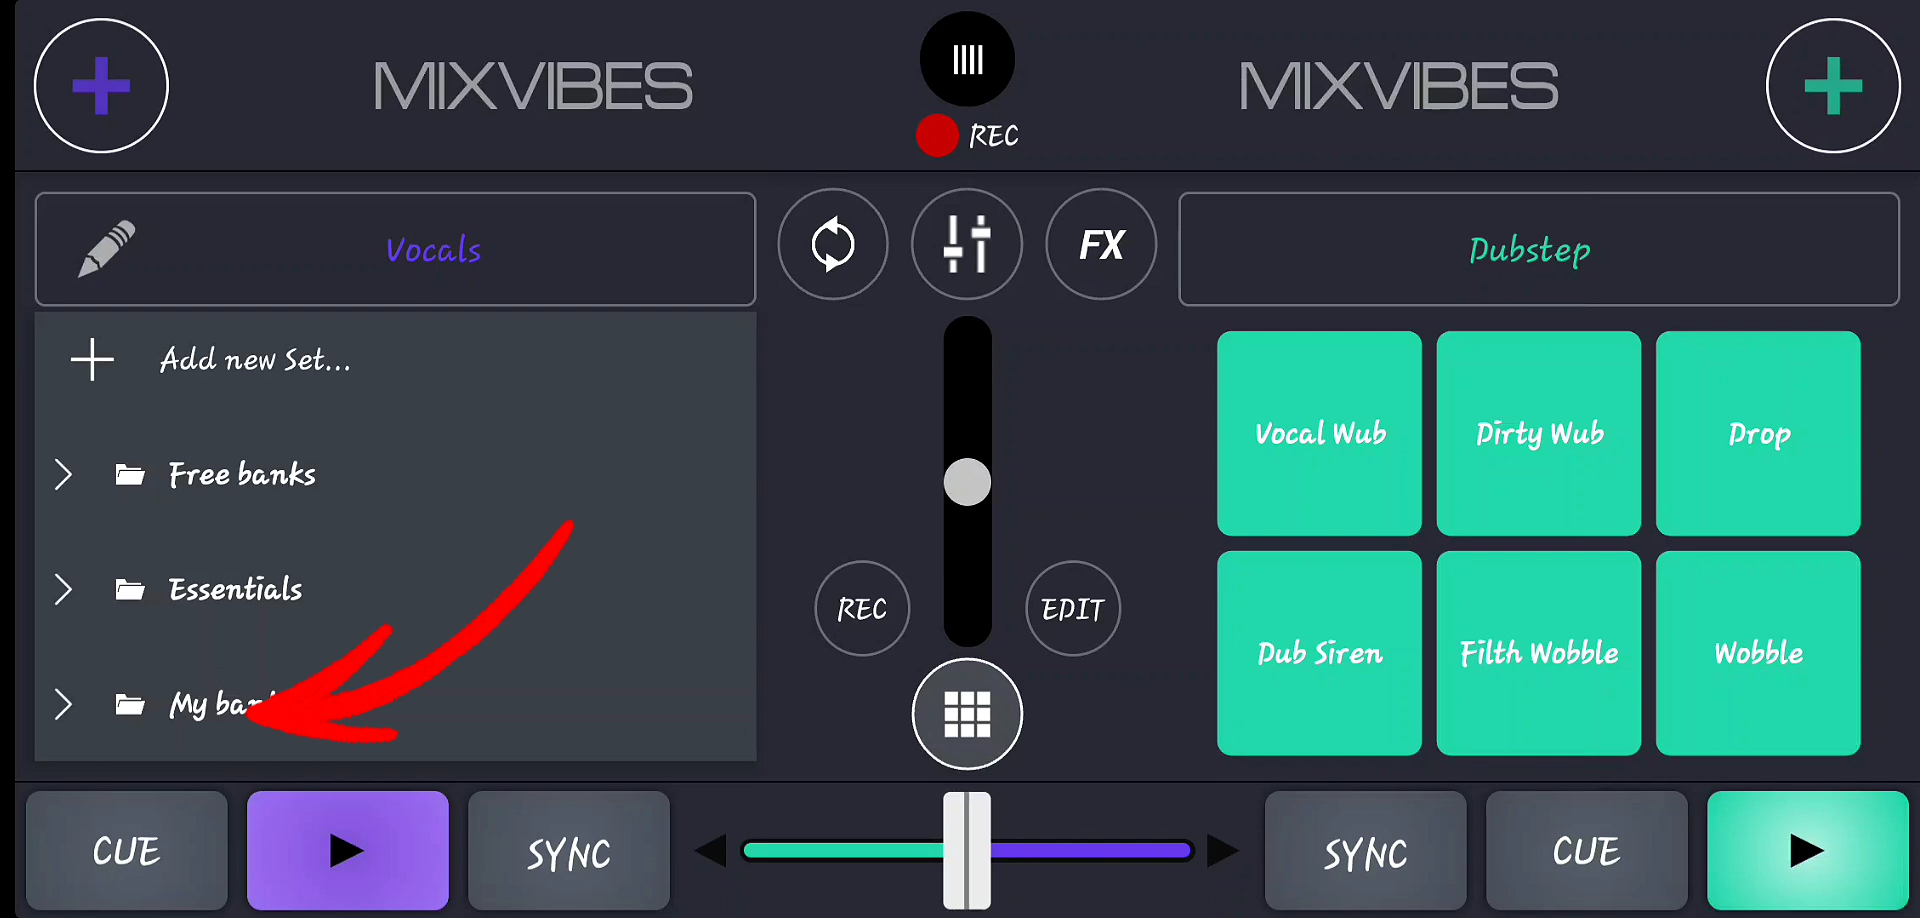 MIXVIBES
MIXVIBES
REC
Vocals
FX
Dubstep
Add new Set...
Free banks
Essentials
My
REC
EDIT
Vocal Wub
Dirty Wub
Drop
Dub Siren
Filth Wobble
Wobble
CUE
SYNC
SYNC
CUE